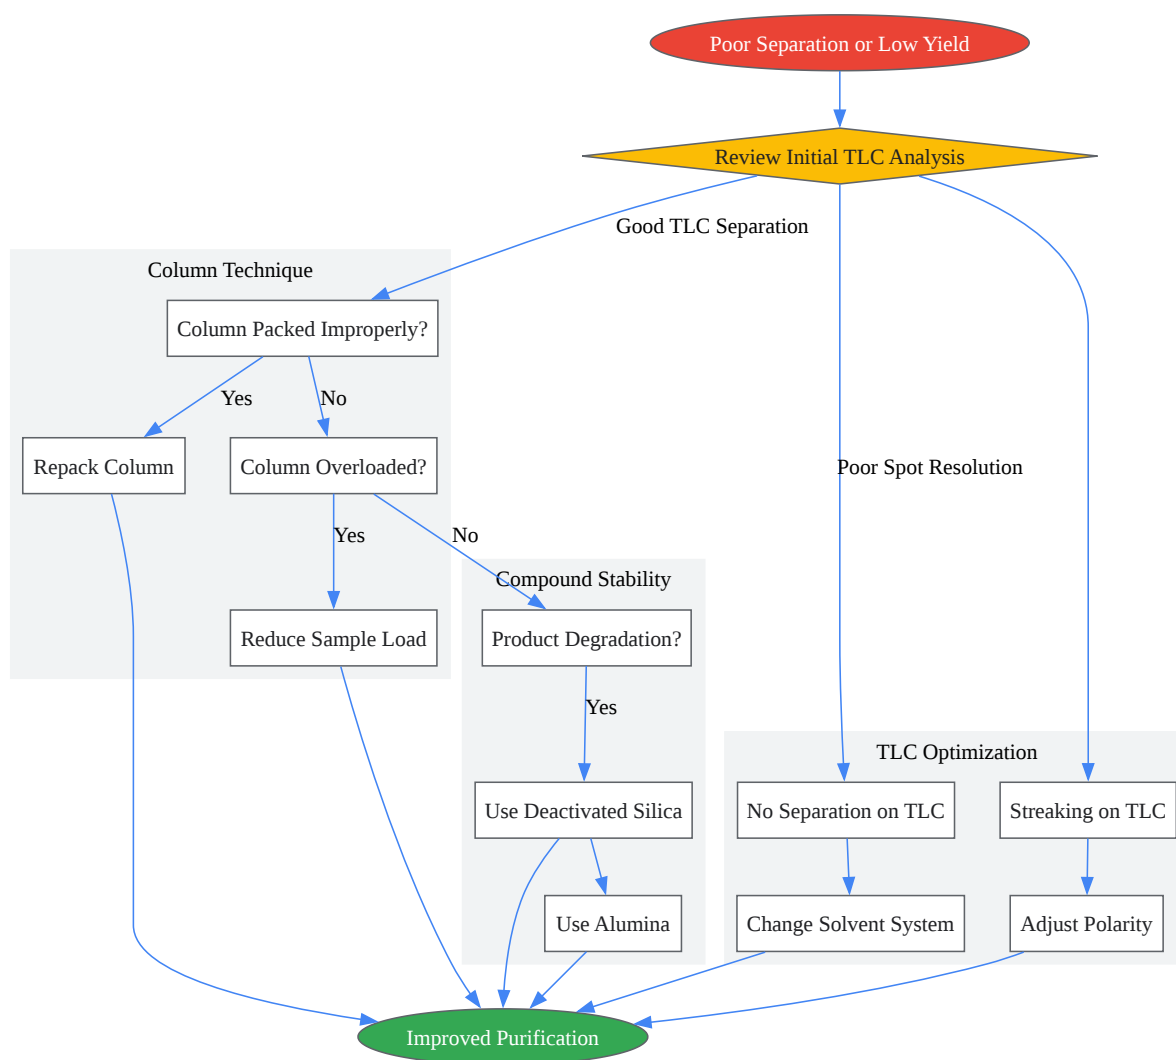 Poor Separation or Low Yield
Review Initial TLC Analysis
Good TLC Separation
Column Technique
Column Packed Improperly?
Yes
No
Repack Column
Column Overloaded?
Poor Spot Resolution
Yes
No
Compound Stability
Reduce Sample Load
Product Degradation?
Yes
TLC Optimization
Use Deactivated Silica
No Separation on TLC
Streaking on TLC
Use Alumina
Change Solvent System
Adjust Polarity
Improved Purification